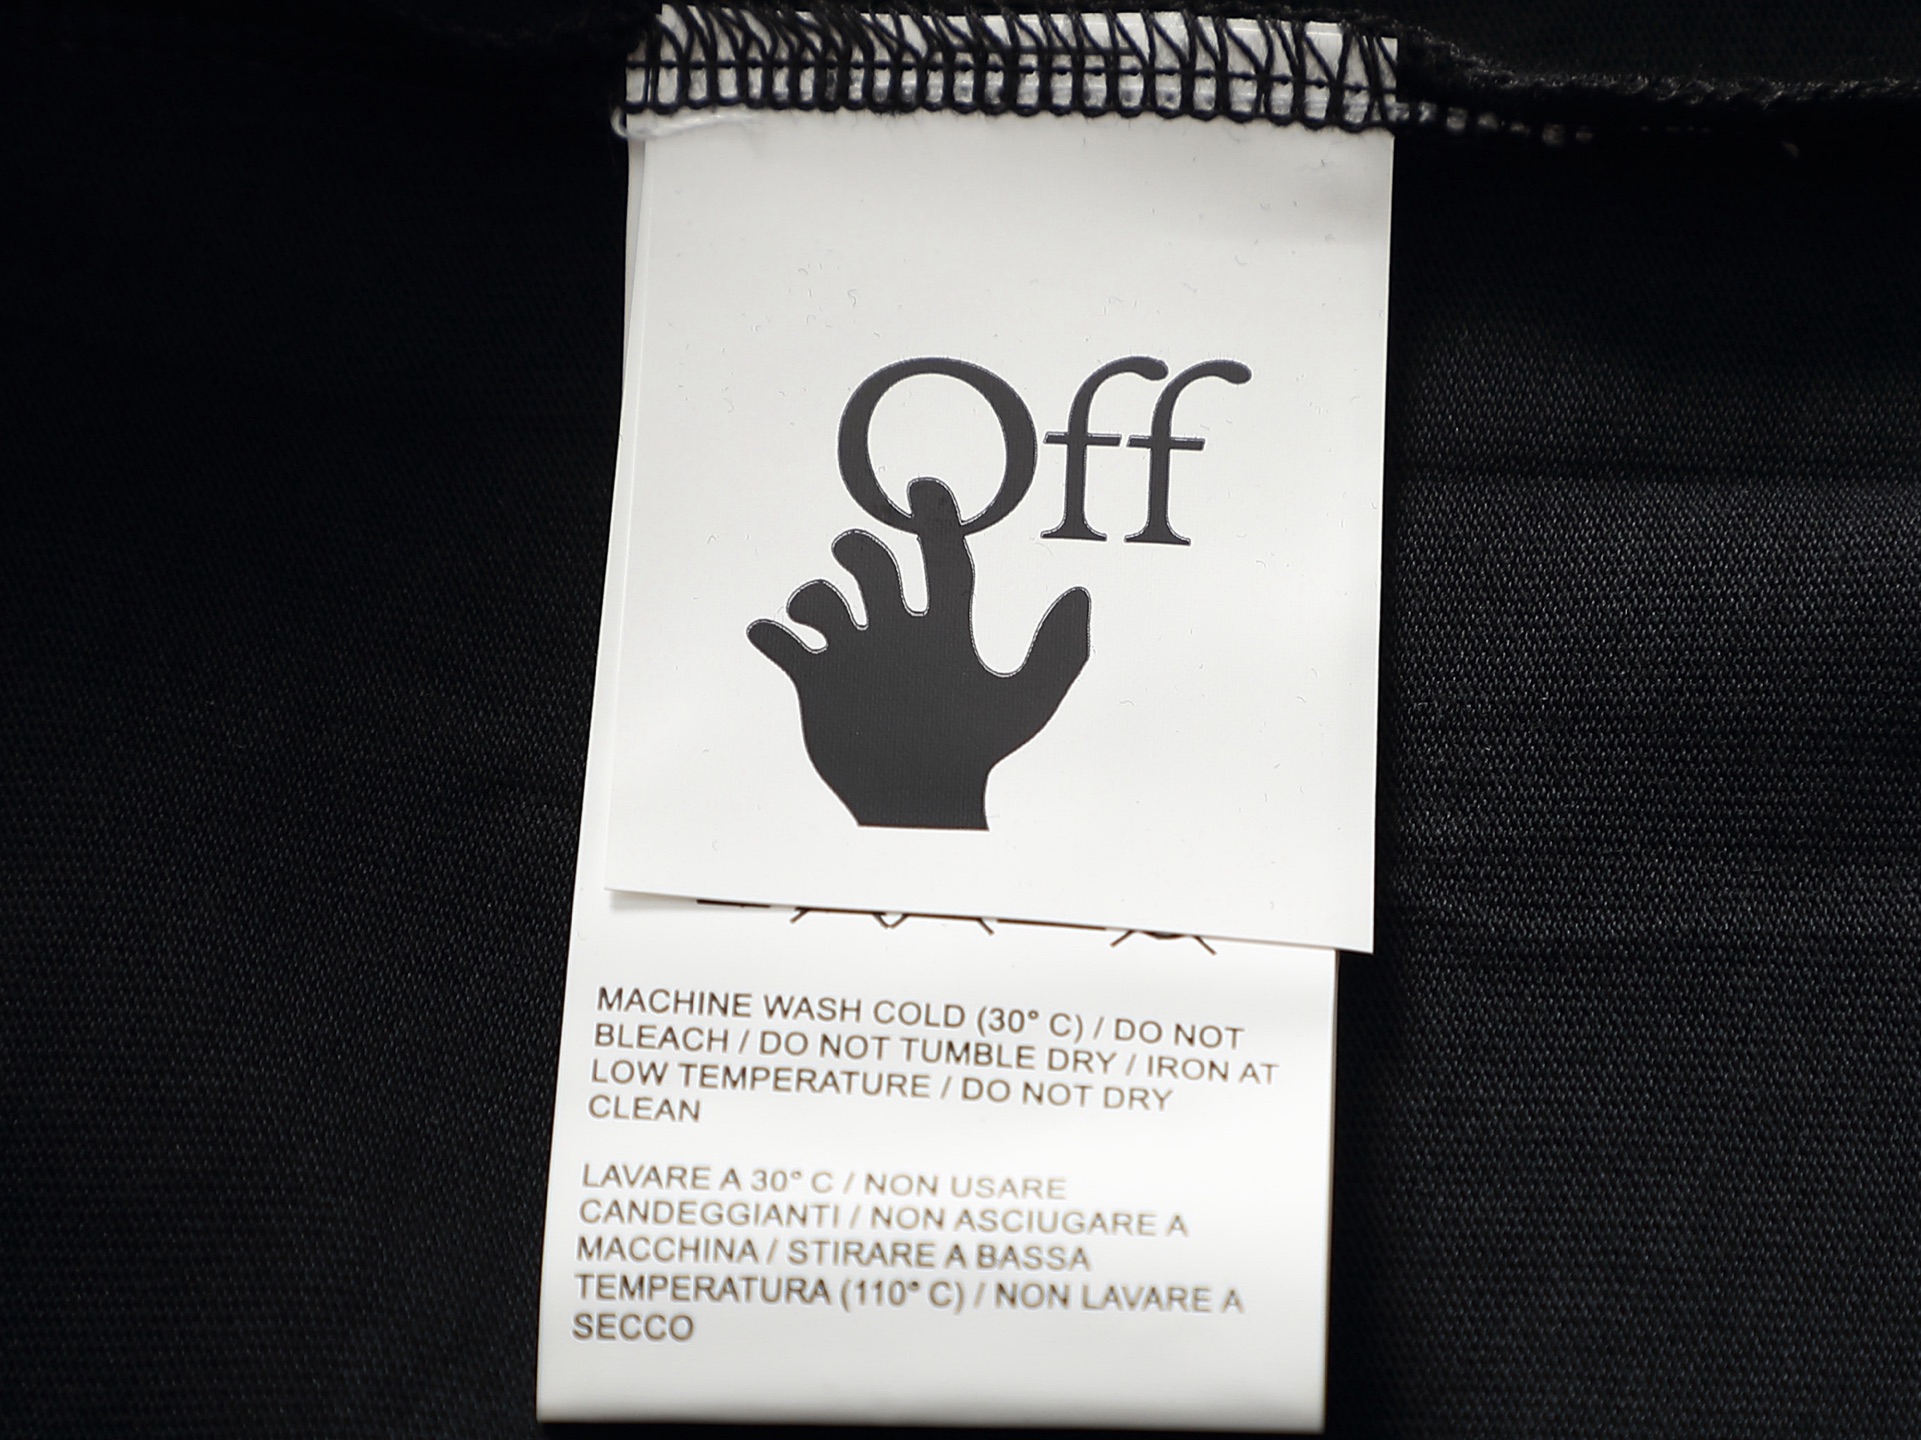 Off
MACHINE WASH COLD (30° C) / DO NOT
BLEACH / DO NOT TUMBLE DRY / IRON AT
LOW TEMPERATURE / DO NOT DRY
CLEAN
LAVARE A 30° C / NON USARE
CANDEGGIANTI / NON ASCIUGARE A
MACCHINA / STIRARE A BASSA
TEMPERATURA (110° C) / NON LAVARE A
SECCO